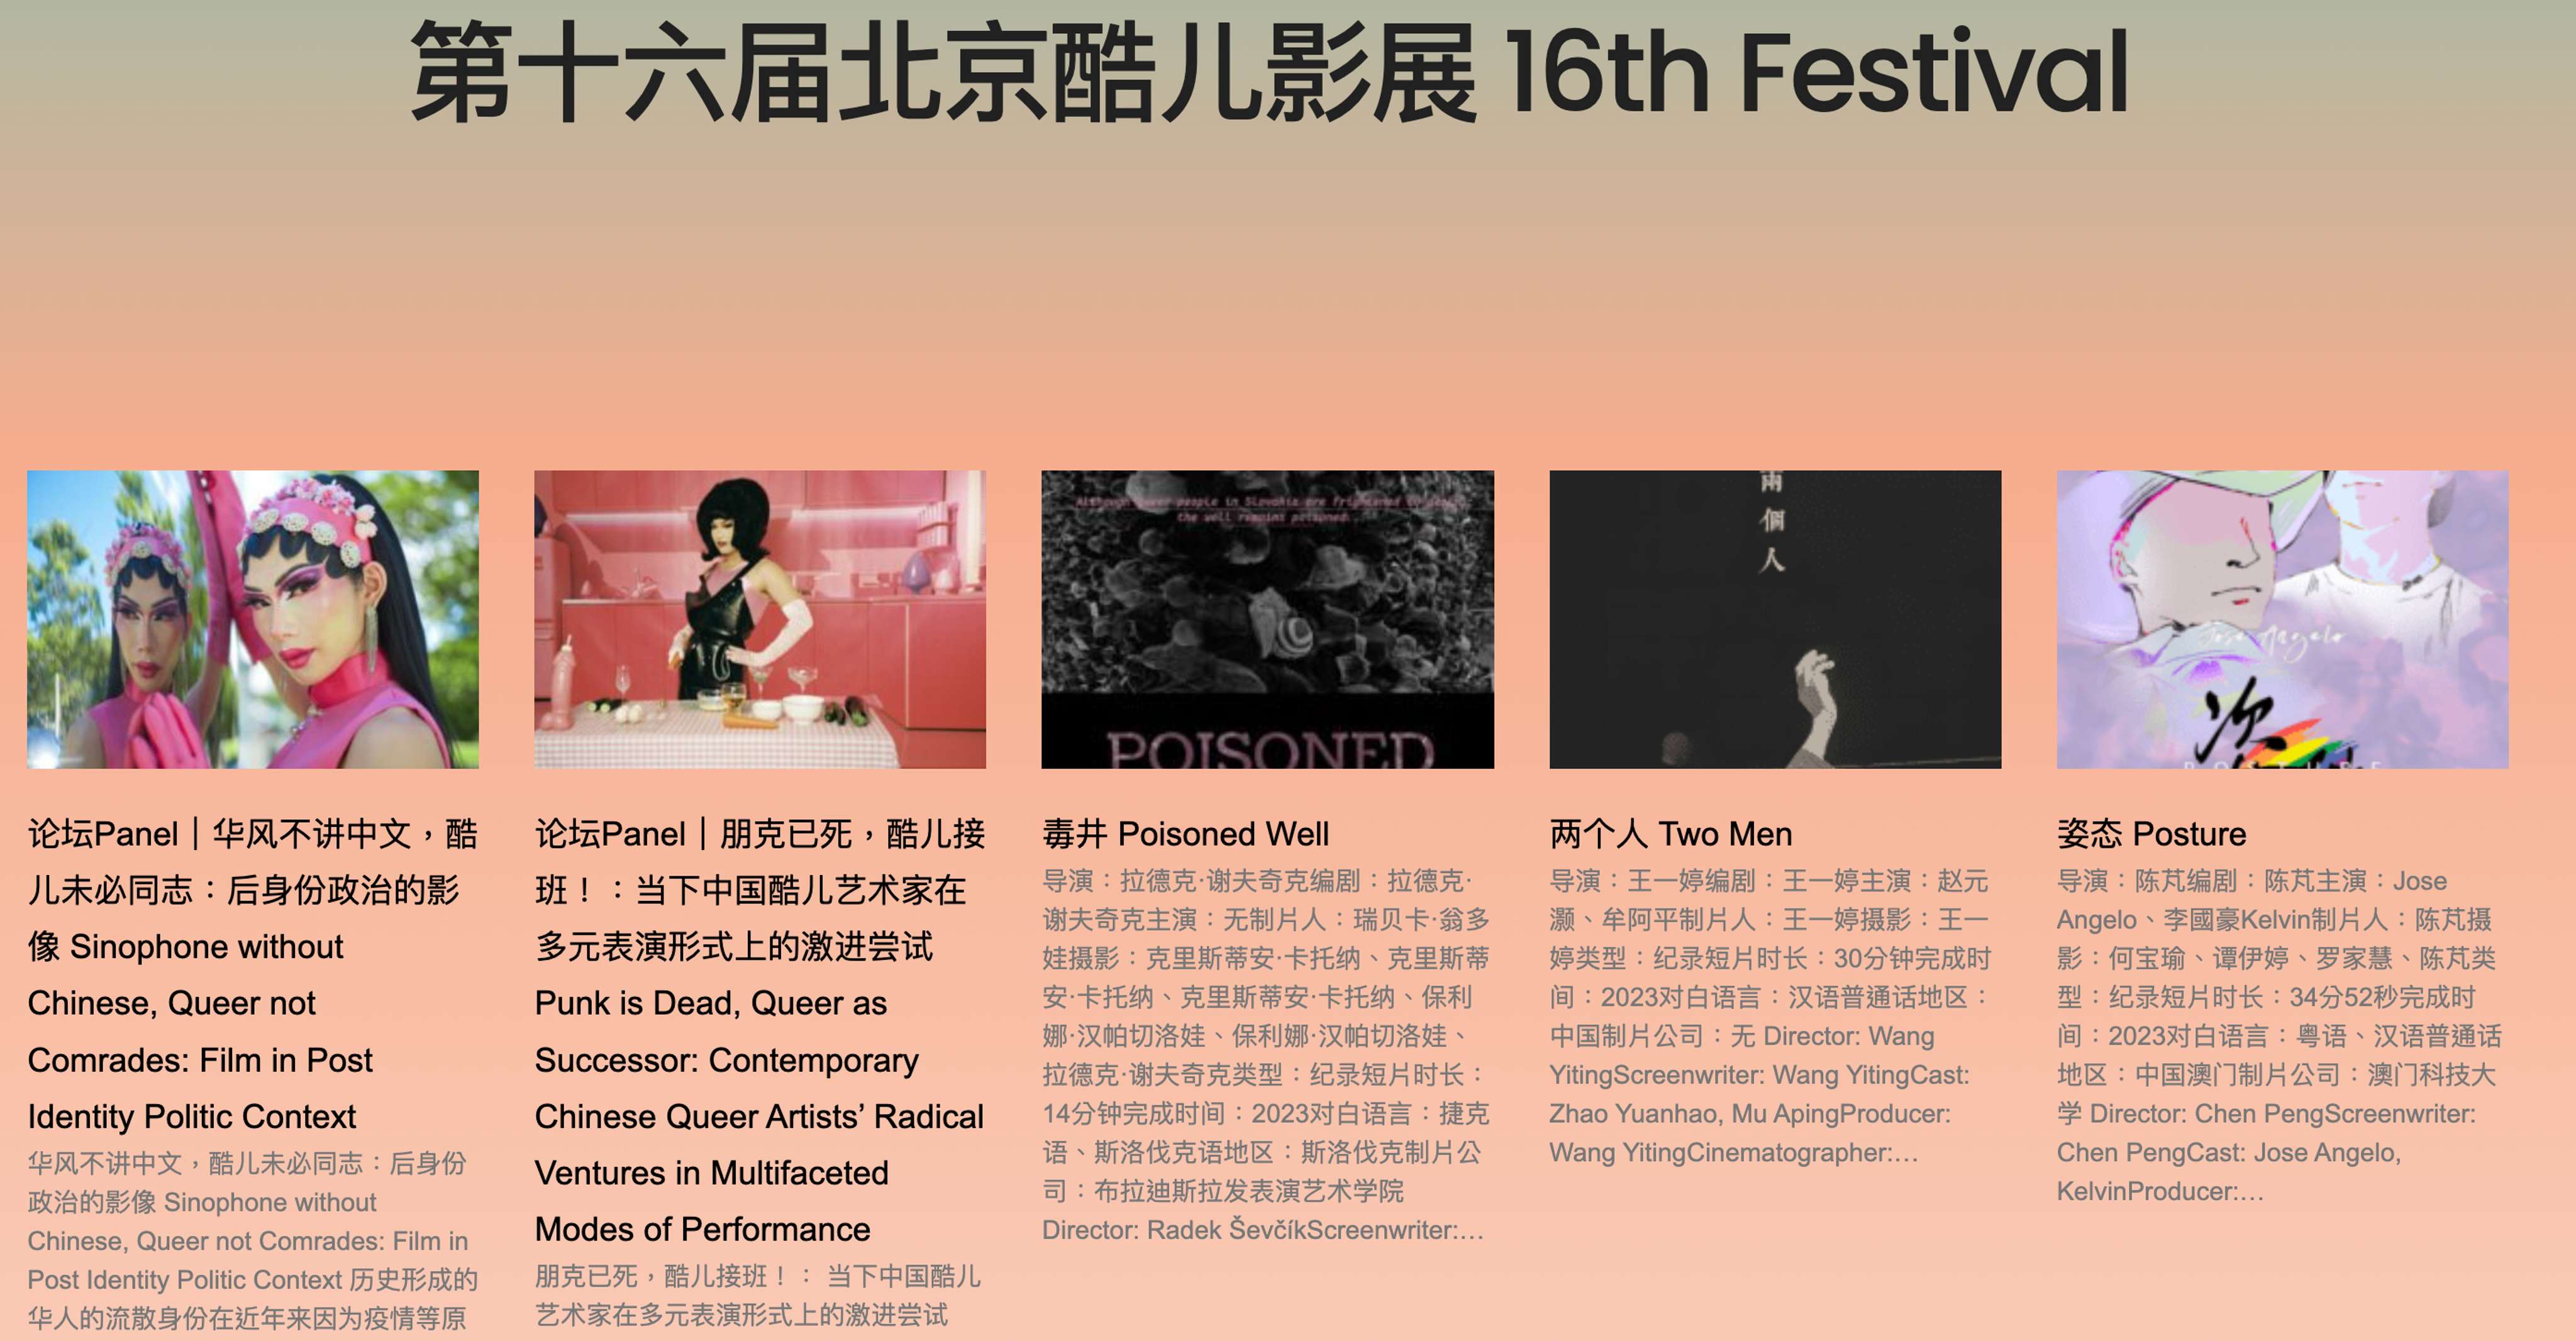 第十六届北京酷儿影展 16th Festival
论坛Panel｜华风不讲中文，酷
儿未必同志：后身份政治的影
像 Sinophone without
Chinese, Queer not
Comrades: Film in Post
Identity Politic Context
华风不讲中文，酷儿未必同志：后身份
政治的影像 Sinophone without
Chinese, Queer not Comrades: Film in
Post Identity Politic Context 历史形成的
华人的流散身份在近年来因为疫情等原
论坛Panel｜朋克已死，酷儿接
班！：当下中国酷儿艺术家在
多元表演形式上的激进尝试
Punk is Dead, Queer as
Successor: Contemporary
Chinese Queer Artists’ Radical
Ventures in Multifaceted
Modes of Performance
朋克已死，酷儿接班！： 当下中国酷儿
艺术家在多元表演形式上的激进尝试
Although queer people in Slovakia are frightened
the well remains poisoned.
POISONED
毒井 Poisoned Well
导演：拉德克·谢夫奇克编剧：拉德克·
谢夫奇克主演：无制片人：瑞贝卡·翁多
娃摄影：克里斯蒂安·卡托纳、克里斯蒂
安·卡托纳、克里斯蒂安·卡托纳、保利
娜·汉帕切洛娃、保利娜·汉帕切洛娃、
拉德克·谢夫奇克类型：纪录短片时长：
14分钟完成时间：2023对白语言：捷克
语、斯洛伐克语地区：斯洛伐克制片公
司：布拉迪斯拉发表演艺术学院
Director: Radek ŠevčíkScreenwriter:…
兩
個
人
两个人 Two Men
导演：王一婷编剧：王一婷主演：赵元
灏、牟阿平制片人：王一婷摄影：王一
婷类型：纪录短片时长：30分钟完成时
间：2023对白语言：汉语普通话地区：
中国制片公司：无 Director: Wang
YitingScreenwriter: Wang YitingCast:
Zhao Yuanhao, Mu ApingProducer:
Wang YitingCinematographer:…
Jose Angelo
次
POSTURE
姿态 Posture
导演：陈芃编剧：陈芃主演：Jose
Angelo、李國豪Kelvin制片人：陈芃摄
影：何宝瑜、谭伊婷、罗家慧、陈芃类
型：纪录短片时长：34分52秒完成时
间：2023对白语言：粤语、汉语普通话
地区：中国澳门制片公司：澳门科技大
学 Director: Chen PengScreenwriter:
Chen PengCast: Jose Angelo,
KelvinProducer:…